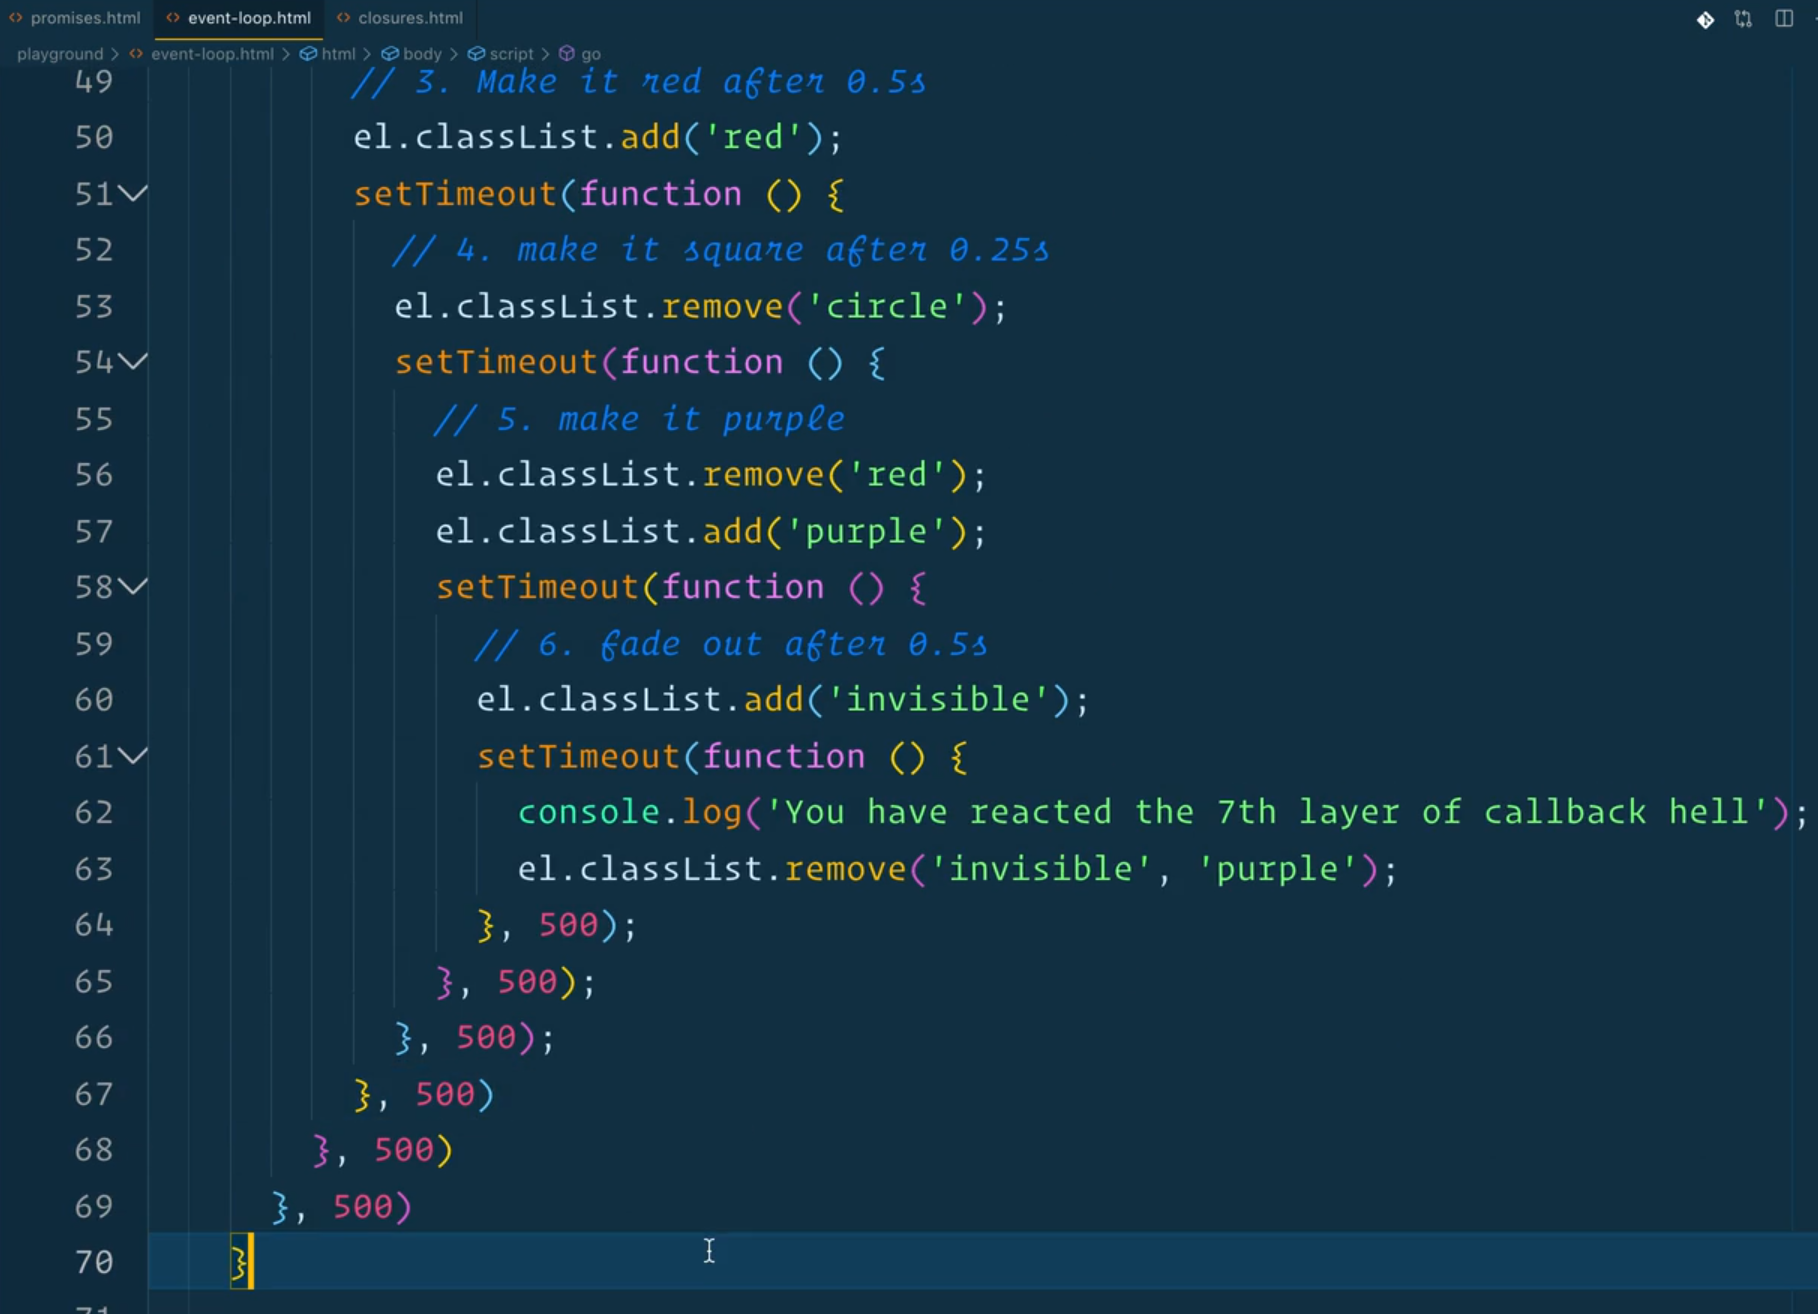 promises.html event-loop.html closures.html
playground > event-loop.html > html > body > script > go
49 // 3. Make it red after 0.5s
50 el.classList.add('red');
51 setTimeout(function () {
52 // 4. make it square after 0.25s
53 el.classList.remove('circle');
54 setTimeout(function () {
55 // 5. make it purple
56 el.classList.remove('red');
57 el.classList.add('purple');
58 setTimeout(function () {
59 // 6. fade out after 0.5s
60 el.classList.add('invisible');
61 setTimeout(function () {
62 console.log('You have reacted the 7th layer of callback hell');
63 el.classList.remove('invisible', 'purple');
64 }, 500);
65 }, 500);
66 }, 500);
67 }, 500)
68 }, 500)
69 }, 500)
70 }
71